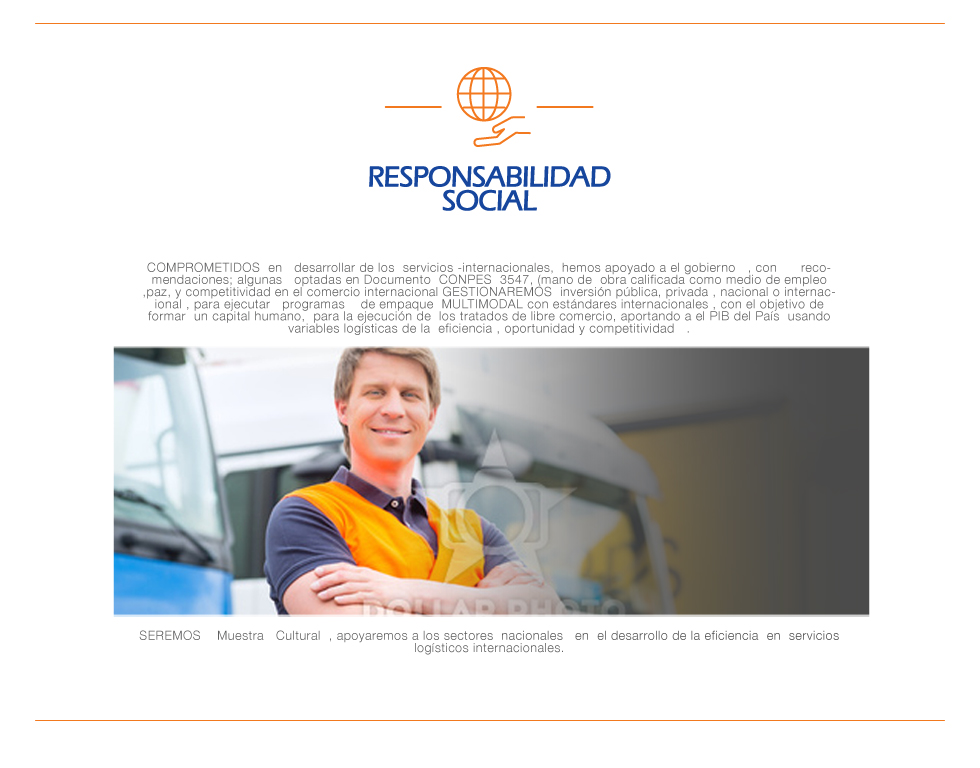 RESPONSABILIDAD
SOCIAL
COMPROMETIDOS en desarrollar de los servicios -internacionales, hemos apoyado a el gobierno , con reco-
mendaciones; algunas optadas en Documento CONPES 3547, (mano de obra calificada como medio de empleo
,paz, y competitividad en el comercio internacional GESTIONAREMOS inversión pública, privada , nacional o internac-
ional , para ejecutar programas de empaque MULTIMODAL con estándares internacionales , con el objetivo de
formar un capital humano, para la ejecución de los tratados de libre comercio, aportando a el PIB del País usando
variables logísticas de la eficiencia , oportunidad y competitividad .
DOLLAR PHOTO
SEREMOS Muestra Cultural , apoyaremos a los sectores nacionales en el desarrollo de la eficiencia en servicios
logísticos internacionales.